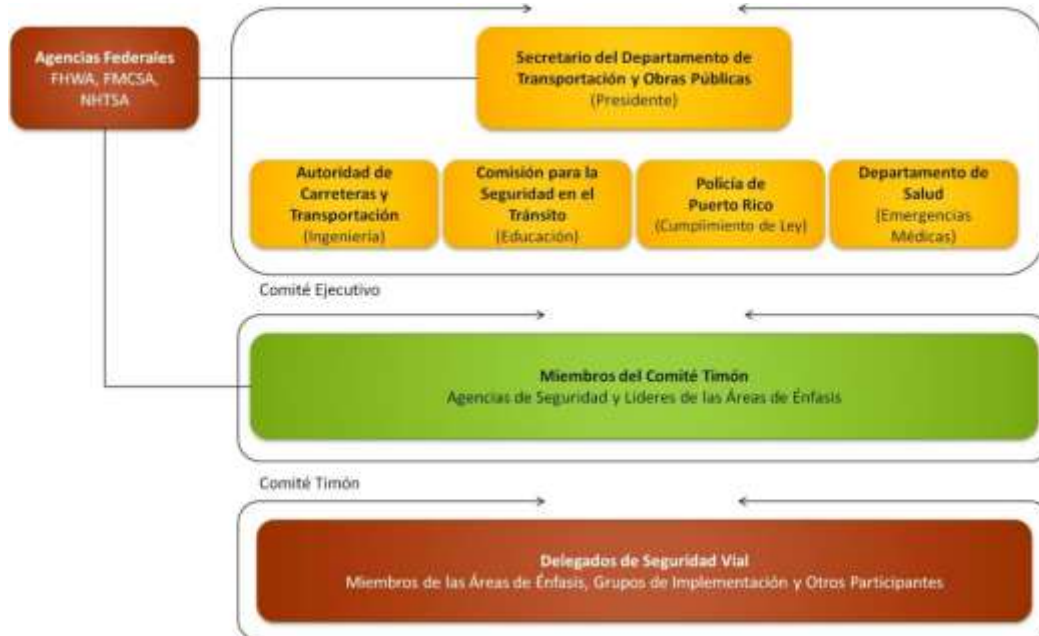 Agencias Federales
FHWA, FMCSA,
NHTSA
Secretario del Departamento de
Transportación y Obras Públicas
(Presidente)
Autoridad de
Carreteras y
Transportación
(Ingeniería)
Comisión para la
Seguridad en el
Tránsito
(Educación)
Policía de
Puerto Rico
(Cumplimiento de Ley)
Departamento de
Salud
(Emergencias
Médicas)
Comité Ejecutivo
Miembros del Comité Timón
Agencias de Seguridad y Líderes de las Áreas de Énfasis
Comité Timón
Delegados de Seguridad Vial
Miembros de las Áreas de Énfasis, Grupos de Implementación y Otros Participantes